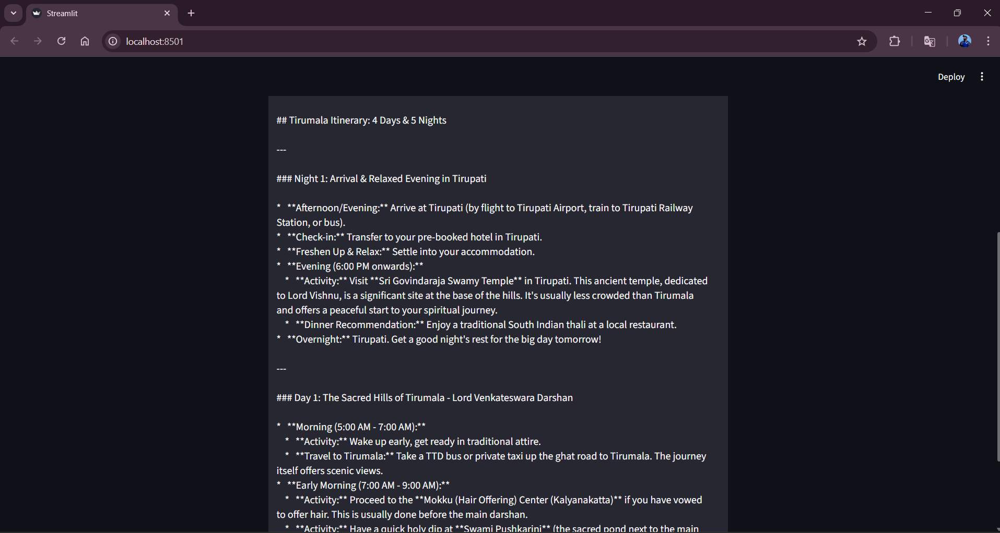 Streamlit
localhost:8501
Deploy
## Tirumala Itinerary: 4 Days & 5 Nights
---
### Night 1: Arrival & Relaxed Evening in Tirupati
* **Afternoon/Evening:** Arrive at Tirupati (by flight to Tirupati Airport, train to Tirupati Railway
Station, or bus).
* **Check-in:** Transfer to your pre-booked hotel in Tirupati.
* **Freshen Up & Relax:** Settle into your accommodation.
* **Evening (6:00 PM onwards):**
* **Activity:** Visit **Sri Govindaraja Swamy Temple** in Tirupati. This ancient temple, dedicated
to Lord Vishnu, is a significant site at the base of the hills. It's usually less crowded than Tirumala
and offers a peaceful start to your spiritual journey.
* **Dinner Recommendation:** Enjoy a traditional South Indian thali at a local restaurant.
* **Overnight:** Tirupati. Get a good night's rest for the big day tomorrow!
---
### Day 1: The Sacred Hills of Tirumala - Lord Venkateswara Darshan
* **Morning (5:00 AM - 7:00 AM):**
* **Activity:** Wake up early, get ready in traditional attire.
* **Travel to Tirumala:** Take a TTD bus or private taxi up the ghat road to Tirumala. The journey
itself offers scenic views.
* **Early Morning (7:00 AM - 9:00 AM):**
* **Activity:** Proceed to the **Mokku (Hair Offering) Center (Kalyanakatta)** if you have vowed
to offer hair. This is usually done before the main darshan.
* **Activity:** Have a quick holy dip at **Swami Pushkarini** (the sacred pond next to the main